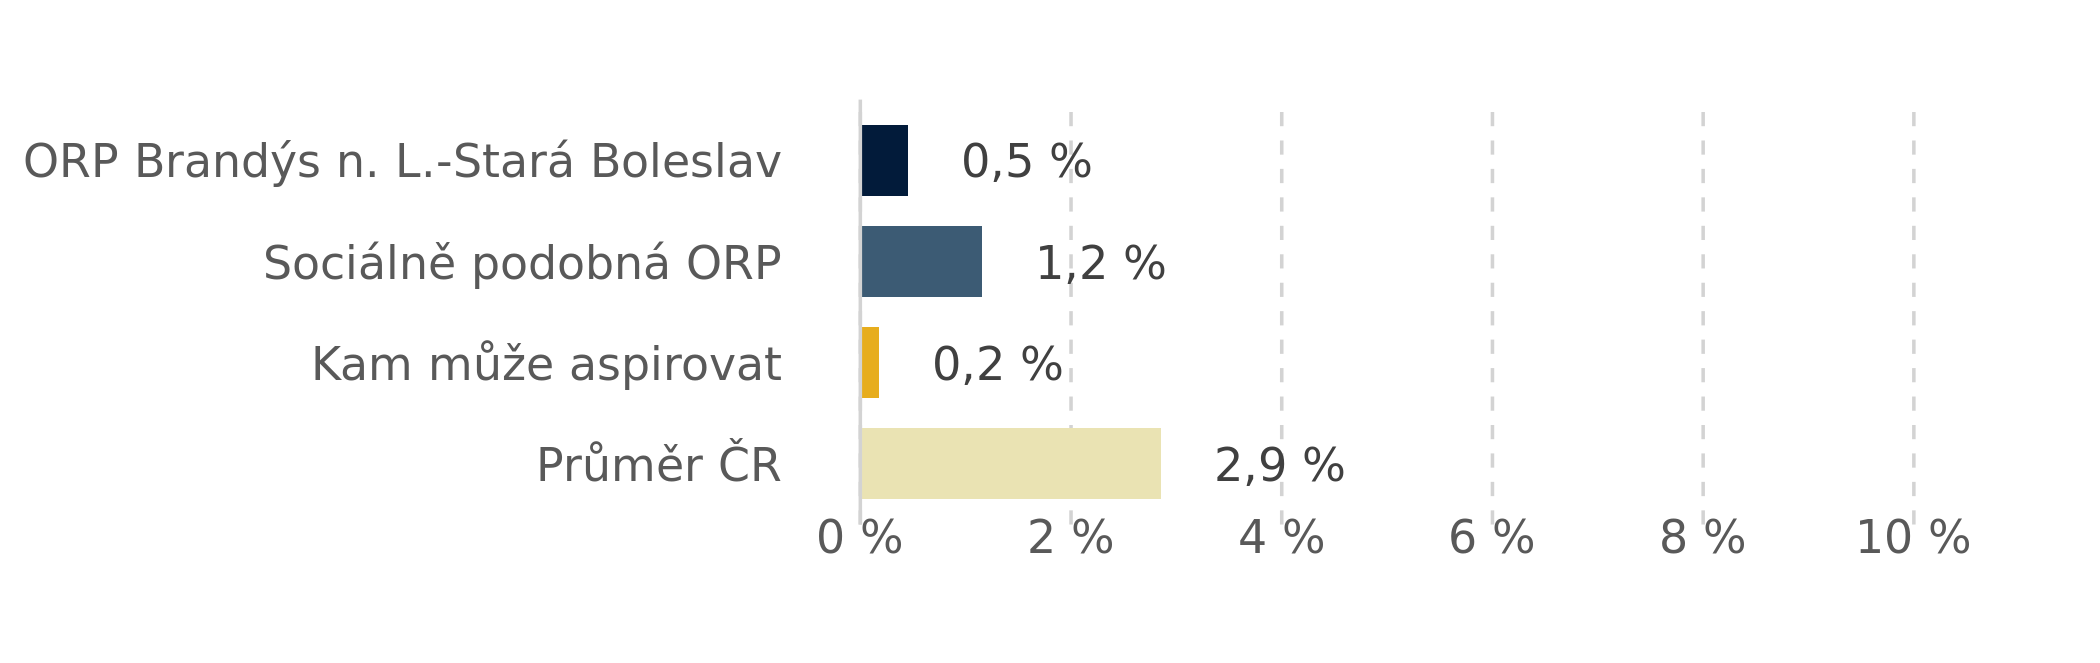 ORP Brandýs n. L.-Stará Boleslav 0,5 %
Sociálně podobná ORP 1,2 %
Kam může aspirovat 0,2 %
Průměr ČR 2,9 %
0 % 2 % 4 % 6 % 8 % 10 %